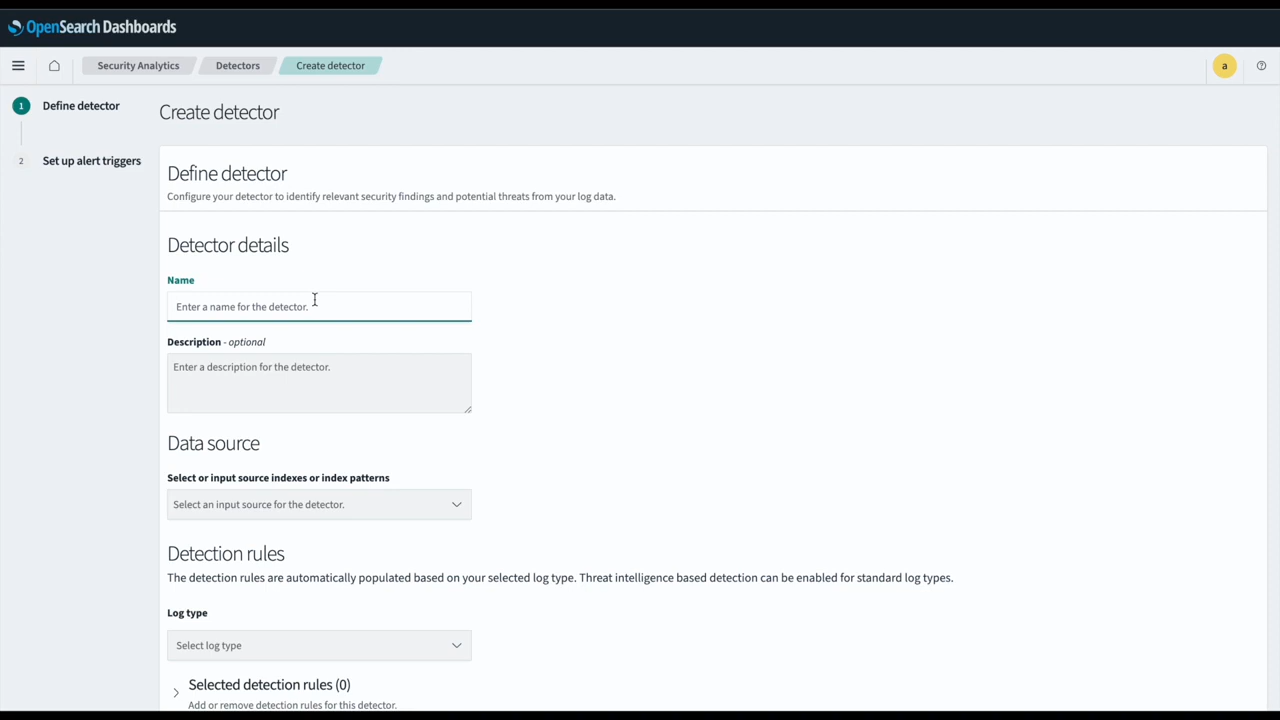 OpenSearch Dashboards
Security Analytics Detectors Create detector a
1 Define detector
2 Set up alert triggers
Create detector
Define detector
Configure your detector to identify relevant security findings and potential threats from your log data.
Detector details
Name
Enter a name for the detector.
Description - optional
Enter a description for the detector.
Data source
Select or input source indexes or index patterns
Select an input source for the detector.
Detection rules
The detection rules are automatically populated based on your selected log type. Threat intelligence based detection can be enabled for standard log types.
Log type
Select log type
Selected detection rules (0)
Add or remove detection rules for this detector.